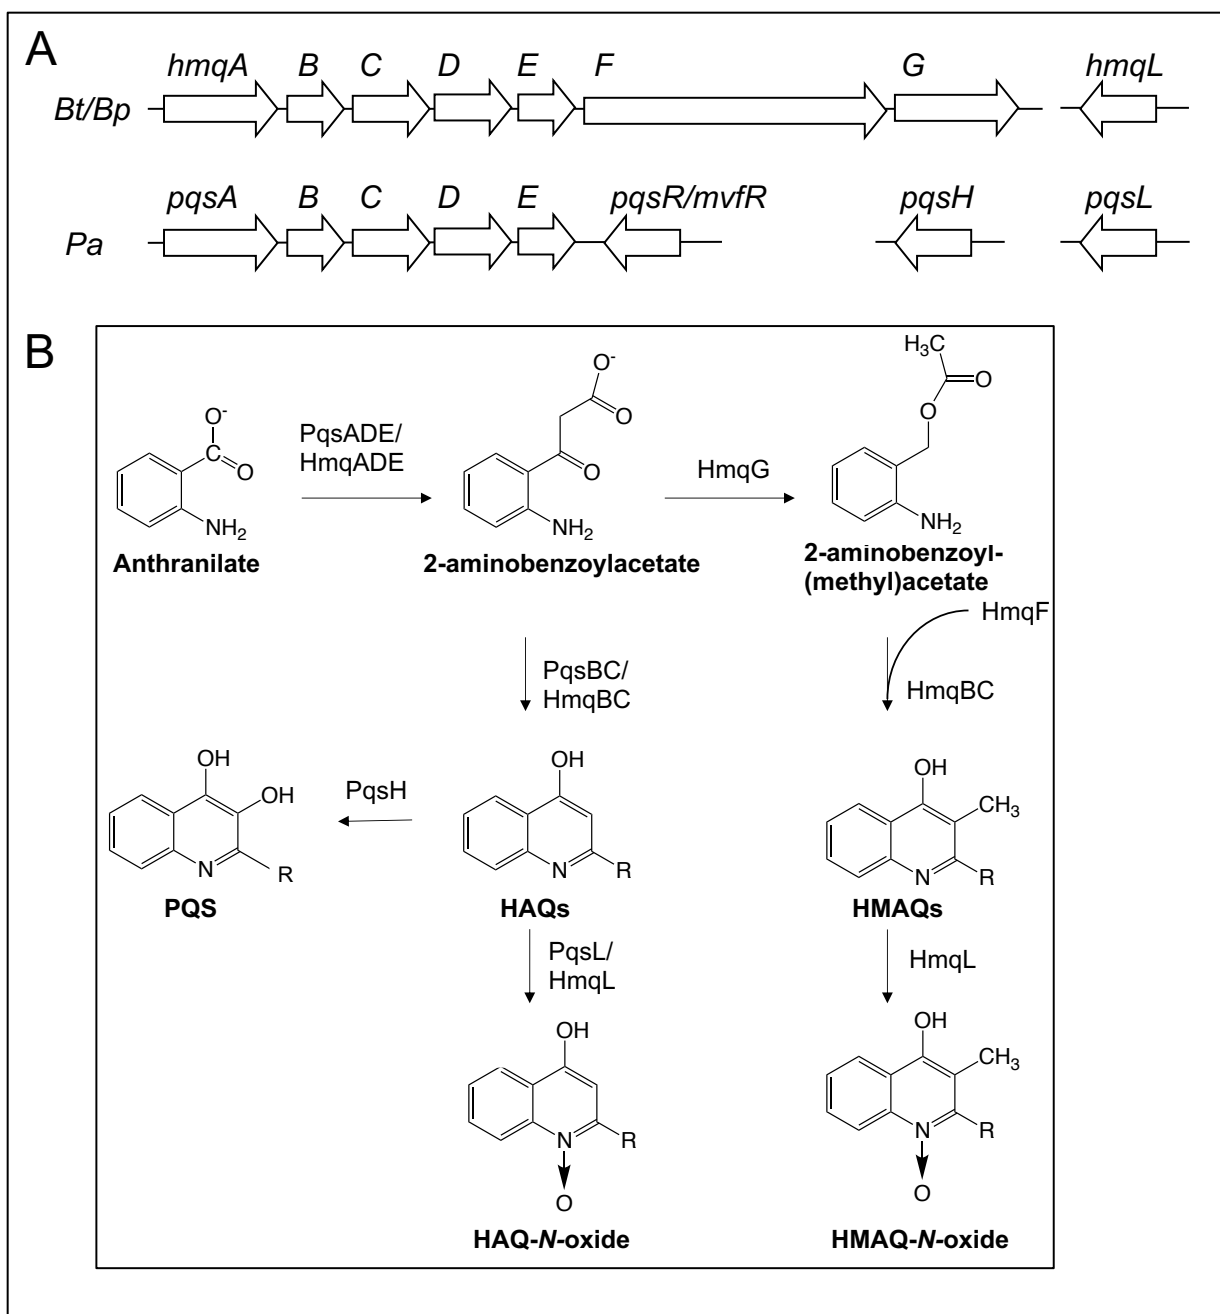 A
hmqA B C D E F G hmqL
Bt/Bp
pqsA B C D E pqsR/mvfR pqsH pqsL
Pa
B
O-
C
O
NH2
Anthranilate
PqsADE/
HmqADE
O-
O
O
NH2
2-aminobenzoylacetate
HmqG
H3C
O
O
NH2
2-aminobenzoyl-
(methyl)acetate
HmqF
PqsBC/
HmqBC
HmqBC
OH
OH
N
R
PQS
PqsH
OH
N
R
HAQs
OH
CH3
N
R
HMAQs
PqsL/
HmqL
HmqL
OH
N
R
O
HAQ-N-oxide
OH
CH3
N
R
O
HMAQ-N-oxide